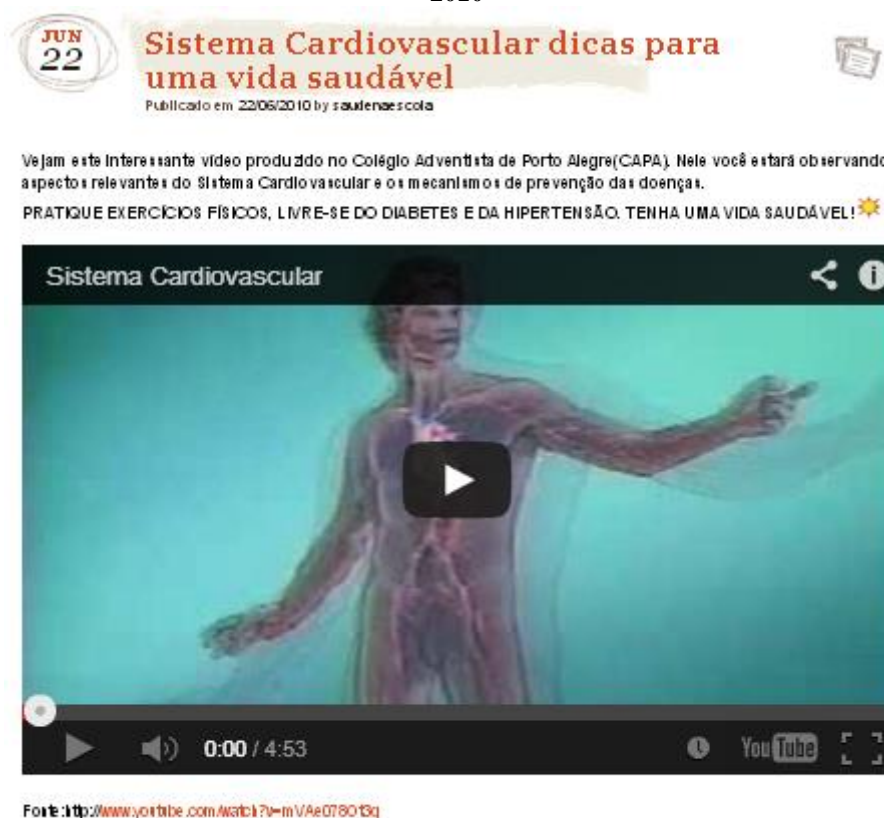 2010
JUN
22
Sistema Cardiovascular dicas para
uma vida saudável
Publicado em 22/06/2010 by saudenaescola
Vejam este interessante vídeo produzido no Colégio Adventista de Porto Alegre(CAPA). Nele você estará observando
aspectos relevantes do Sistema Cardiovascular e os mecanismos de prevenção das doenças.
PRATIQUE EXERCÍCIOS FÍSICOS, LIVRE-SE DO DIABETES E DA HIPERTENSÃO. TENHA UMA VIDA SAUDÁVEL!
Sistema Cardiovascular
0:00 / 4:53
YouTube
Fonte:http://